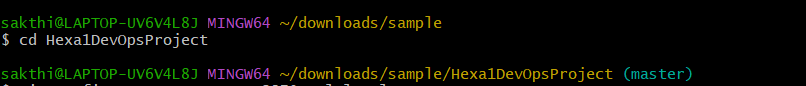 sakthi@LAPTOP-UV6V4L8J MINGW64 ~/downloads/sample
$ cd Hexa1DevOpsProject
sakthi@LAPTOP-UV6V4L8J MINGW64 ~/downloads/sample/Hexa1DevOpsProject (master)